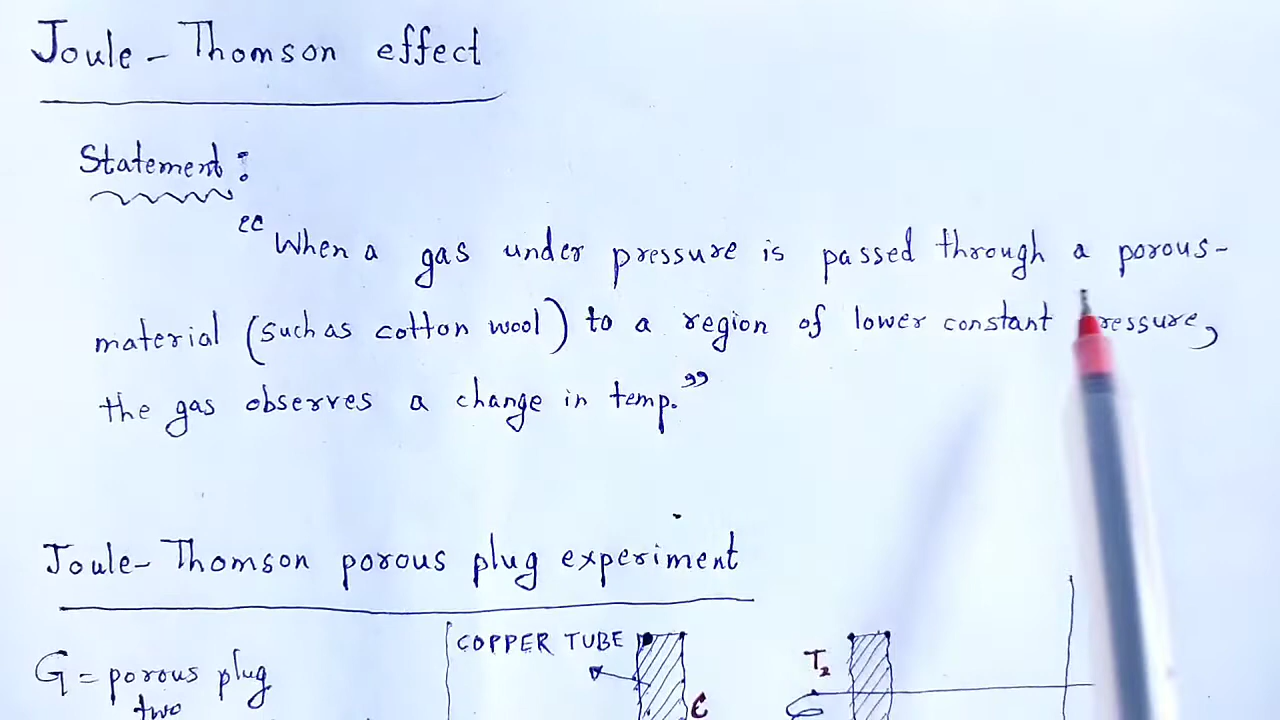 Joule - Thomson effect
Statement :
“When a gas under pressure is passed through a porous-
material (such as cotton wool) to a region of lower constant pressure,
the gas observes a change in temp.”
Joule- Thomson porous plug experiment
COPPER TUBE
T₂
G = porous plug
two
C